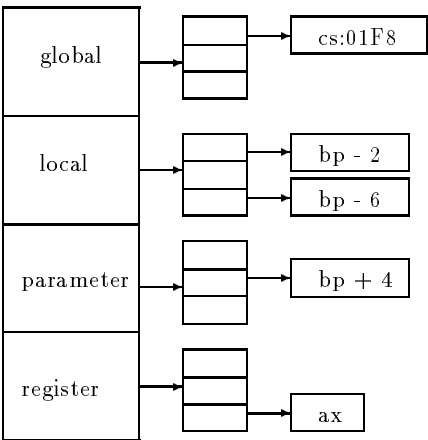 global
cs:01F8
local
bp - 2
bp - 6
parameter
bp + 4
register
ax